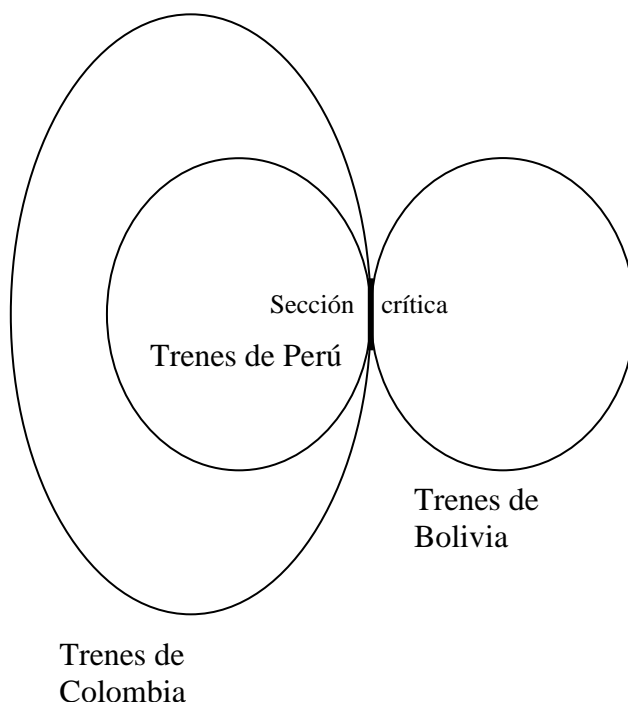 Sección crítica
Trenes de Perú
Trenes de
Bolivia
Trenes de
Colombia